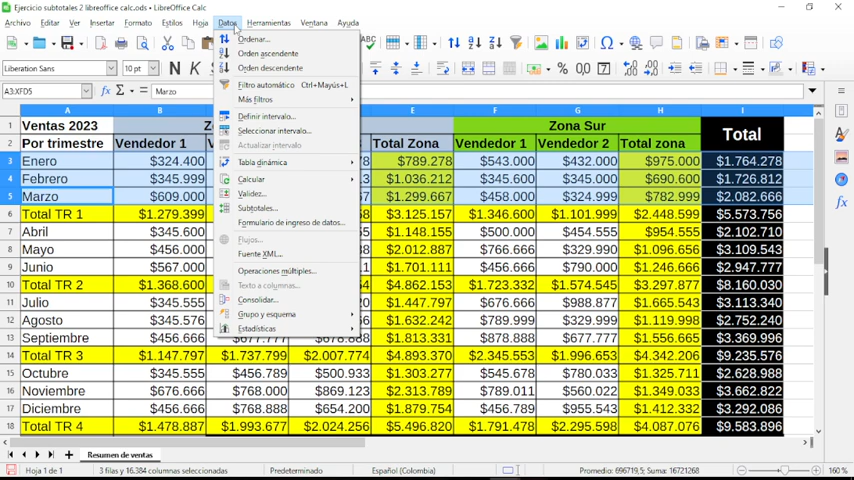 Ejercicio subtotales 2 libreoffice calc.ods • LibreOffice Calc
Archivo Editar Ver Insertar Formato Estilos Hoja Datos Herramientas Ventana Ayuda
Liberation Sans 10 pt N K
A3:XFD5 fx Σ = Marzo
A B E F G H I
1 Ventas 2023 Zona Sur Total
2 Por trimestre Vendedor 1 Total Zona Vendedor 1 Vendedor 2 Total zona
3 Enero $324.400 $789.278 $543.000 $432.000 $975.000 $1.764.278
4 Febrero $345.999 $1.036.212 $345.600 $690.600 $1.726.812
5 Marzo $609.000 $1.299.667 $458.000 $324.999 $782.999 $2.082.666
6 Total TR 1 $1.279.399 $3.125.157 $1.346.600 $1.101.999 $2.448.599 $5.573.756
7 Abril $345.600 $1.148.155 $500.000 $454.555 $954.555 $2.102.710
8 Mayo $456.000 $2.012.887 $766.666 $329.990 $1.096.656 $3.109.543
9 Junio $567.000 $1.701.111 $456.666 $790.000 $1.246.666 $2.947.777
10 Total TR 2 $1.368.600 $4.862.153 $1.723.332 $1.574.545 $3.297.877 $8.160.030
11 Julio $345.555 $1.447.797 $676.666 $988.877 $1.665.543 $3.113.340
12 Agosto $345.576 $1.632.242 $789.999 $329.999 $1.119.998 $2.752.240
13 Septiembre $456.666 $677.777 $678.888 $1.813.331 $878.888 $677.777 $1.556.665 $3.369.996
14 Total TR 3 $1.147.797 $1.737.799 $2.007.774 $4.893.370 $2.345.553 $1.996.653 $4.342.206 $9.235.576
15 Octubre $345.555 $456.789 $500.933 $1.303.277 $545.678 $780.033 $1.325.711 $2.628.988
16 Noviembre $676.666 $768.000 $869.123 $2.313.789 $789.011 $560.022 $1.349.033 $3.662.822
17 Diciembre $456.666 $768.888 $654.200 $1.879.754 $456.789 $955.543 $1.412.332 $3.292.086
18 Total TR 4 $1.478.887 $1.993.677 $2.024.256 $5.496.820 $1.791.478 $2.295.598 $4.087.076 $9.583.896
Ordenar...
Orden ascendente
Orden descendente
Filtro automático Ctrl+Mayús+L
Más filtros
Definir intervalo...
Seleccionar intervalo...
Actualizar intervalo
Tabla dinámica
Calcular
Validez...
Subtotales...
Formulario de ingreso de datos...
Flujos...
Fuente XML...
Operaciones múltiples...
Texto a columnas...
Consolidar...
Grupo y esquema
Estadísticas
Resumen de ventas
Hoja 1 de 1 3 filas y 16.384 columnas seleccionadas Predeterminado Español (Colombia) Promedio: 696719,5; Suma: 16721268 160 %